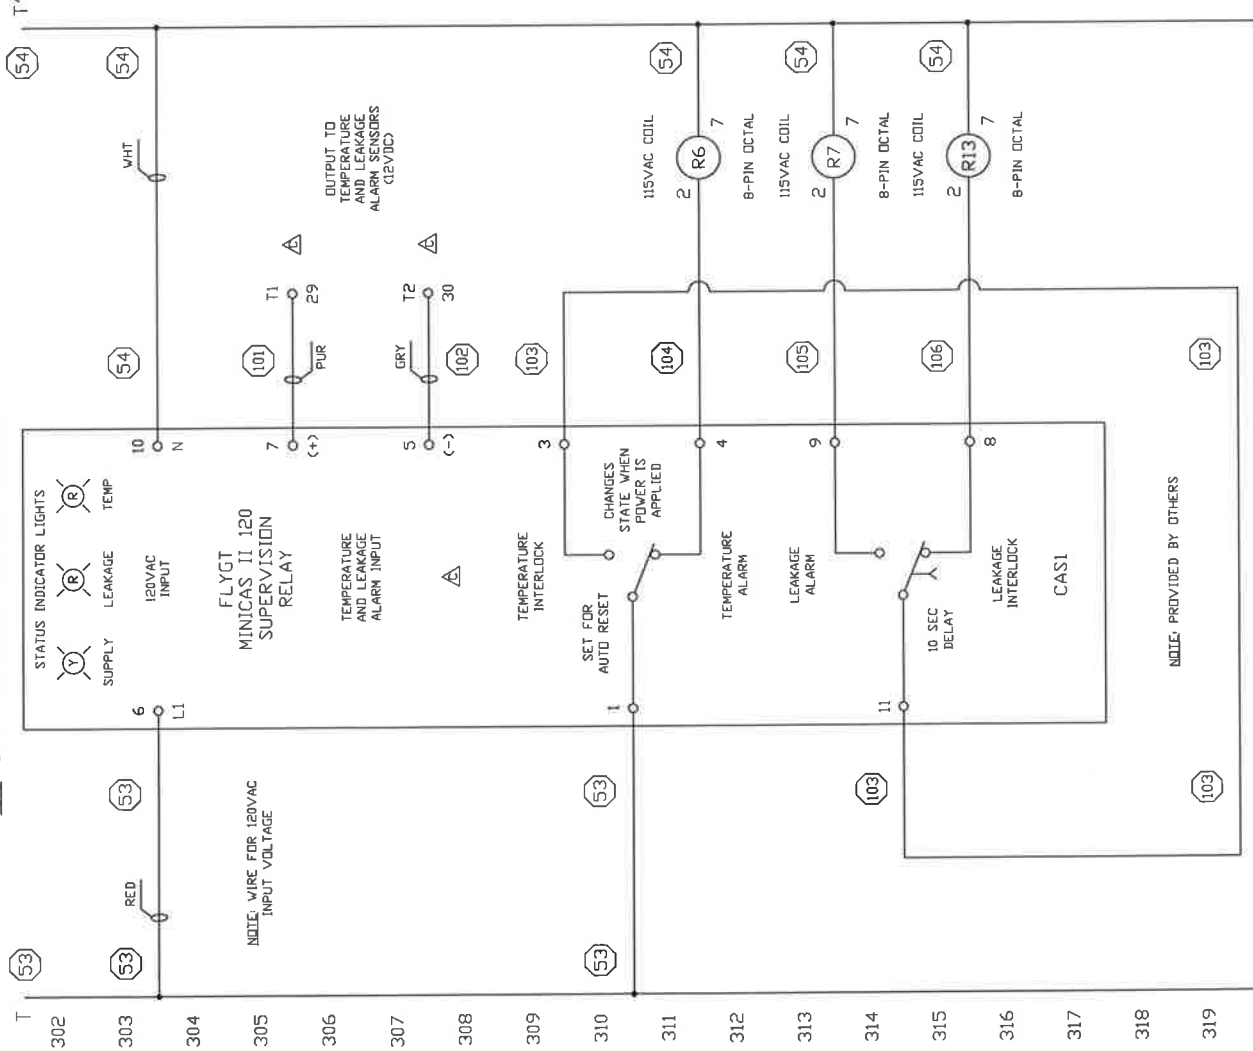 T
T
302
303
304
305
306
307
308
309
310
311
312
313
314
315
316
317
318
319
53
53
RED
53
NOTE: WIRE FOR 120VAC
INPUT VOLTAGE
53
53
103
103
STATUS INDICATOR LIGHTS
Y
R
R
SUPPLY
LEAKAGE
TEMP
6
L1
120VAC
INPUT
10
N
FLYGT
MINICAS II 120
SUPERVISION
RELAY
7
(+)
TEMPERATURE
AND LEAKAGE
ALARM INPUT
5
(-)
C
TEMPERATURE
INTERLOCK
3
SET FOR
AUTO RESET
CHANGES
STATE WHEN
POWER IS
APPLIED
1
4
TEMPERATURE
ALARM
LEAKAGE
ALARM
9
11
10 SEC
DELAY
8
LEAKAGE
INTERLOCK
CAS1
NOTE: PROVIDED BY OTHERS
54
54
WHT
54
101
PUR
T1
29
C
OUTPUT TO
TEMPERATURE
AND LEAKAGE
ALARM SENSORS
(12VDC)
GRY
102
T2
30
C
103
104
115VAC COIL
2
R6
7
54
8-PIN OCTAL
105
115VAC COIL
2
R7
7
54
8-PIN OCTAL
106
115VAC COIL
2
R13
7
54
8-PIN OCTAL
103